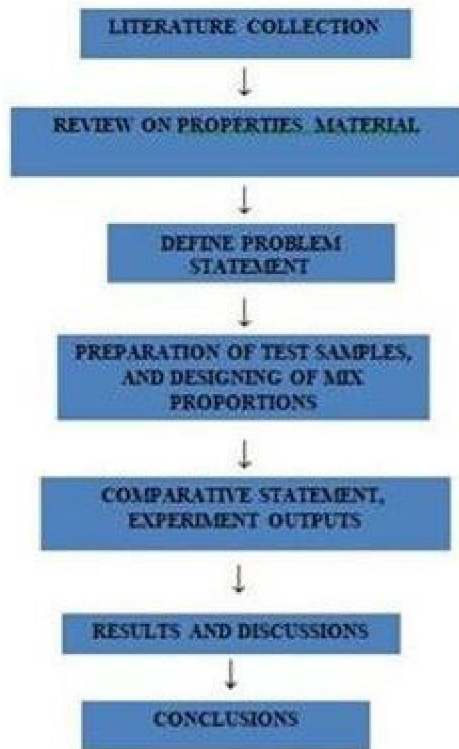 LITERATURE COLLECTION
REVIEW ON PROPERTIES MATERIAL
DEFINE PROBLEM
STATEMENT
PREPARATION OF TEST SAMPLES,
AND DESIGNING OF MIX
PROPORTIONS
COMPARATIVE STATEMENT,
EXPERIMENT OUTPUTS
RESULTS AND DISCUSSIONS
CONCLUSIONS